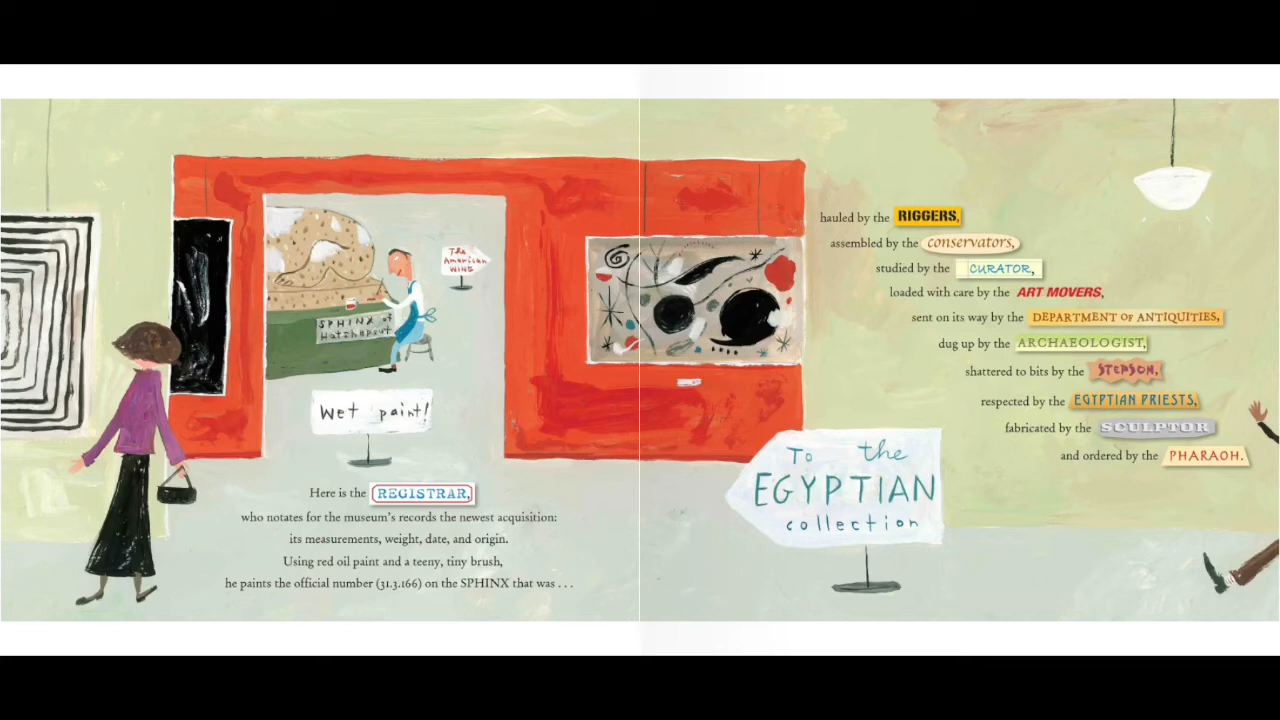 The
American
WING
SPHINX of
Hatshepsut
Wet paint!
Here is the REGISTRAR,
who notates for the museum's records the newest acquisition:
its measurements, weight, date, and origin.
Using red oil paint and a teeny, tiny brush,
he paints the official number (31.3.166) on the SPHINX that was . . .
To the
EGYPTIAN
collection
hauled by the RIGGERS,
assembled by the conservators,
studied by the CURATOR,
loaded with care by the ART MOVERS,
sent on its way by the DEPARTMENT OF ANTIQUITIES,
dug up by the ARCHAEOLOGIST,
shattered to bits by the STEPSON,
respected by the EGYPTIAN PRIESTS,
fabricated by the SCULPTOR
and ordered by the PHARAOH.